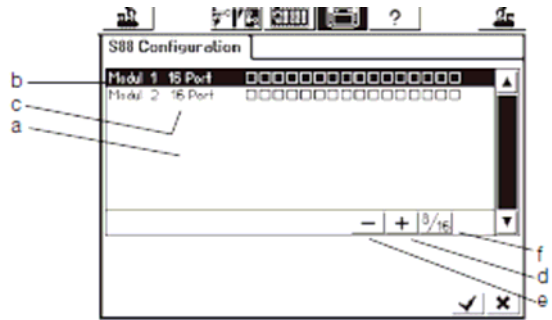 ?
S88 Configuration
b
Modul 1 16 Port
c
Modul 2 16 Port
a
− + 8/16
f
d
e